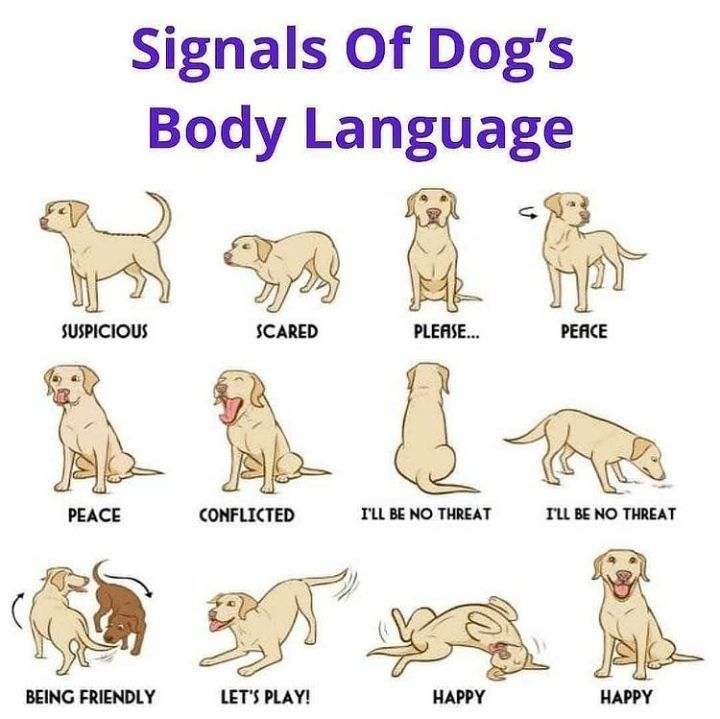 Signals Of Dog's
Body Language
SUSPICIOUS
SCARED
PLEASE...
PEACE
PEACE
CONFLICTED
I'LL BE NO THREAT
I'LL BE NO THREAT
BEING FRIENDLY
LET'S PLAY!
HAPPY
HAPPY